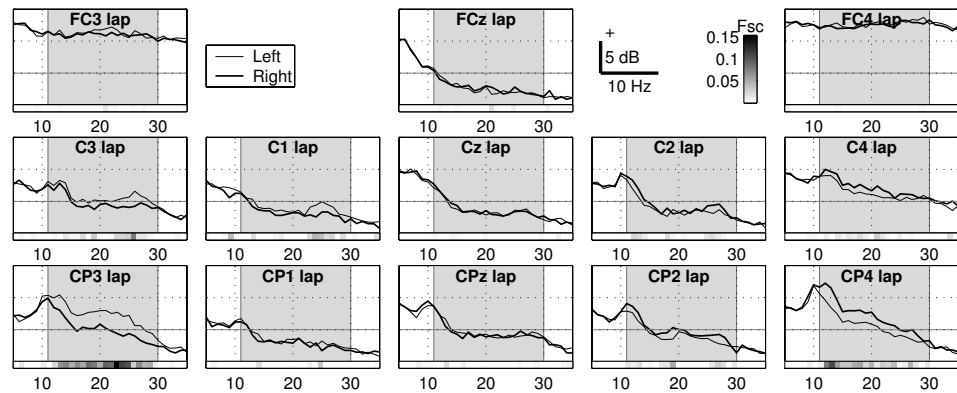 FC3 lap FCz lap FC4 lap
Left
Right
+
5 dB
10 Hz
Fsc
0.15
0.1
0.05
10 20 30 10 20 30 10 20 30
C3 lap C1 lap Cz lap C2 lap C4 lap
10 20 30 10 20 30 10 20 30 10 20 30 10 20 30
CP3 lap CP1 lap CPz lap CP2 lap CP4 lap
10 20 30 10 20 30 10 20 30 10 20 30 10 20 30